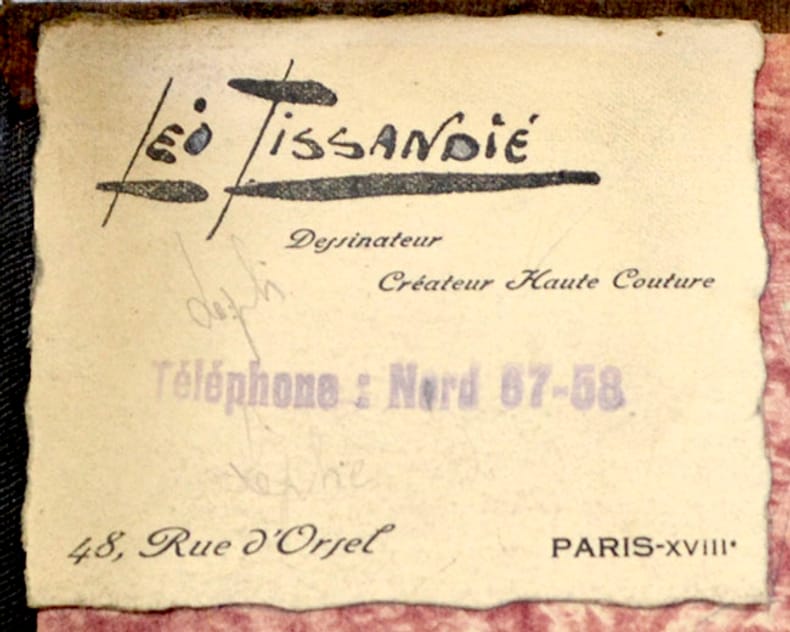 Léo Tissandié
Dessinateur
Créateur Haute Couture
Téléphone : Nord 67-58
48, Rue d'Orsel
PARIS-XVIIIe